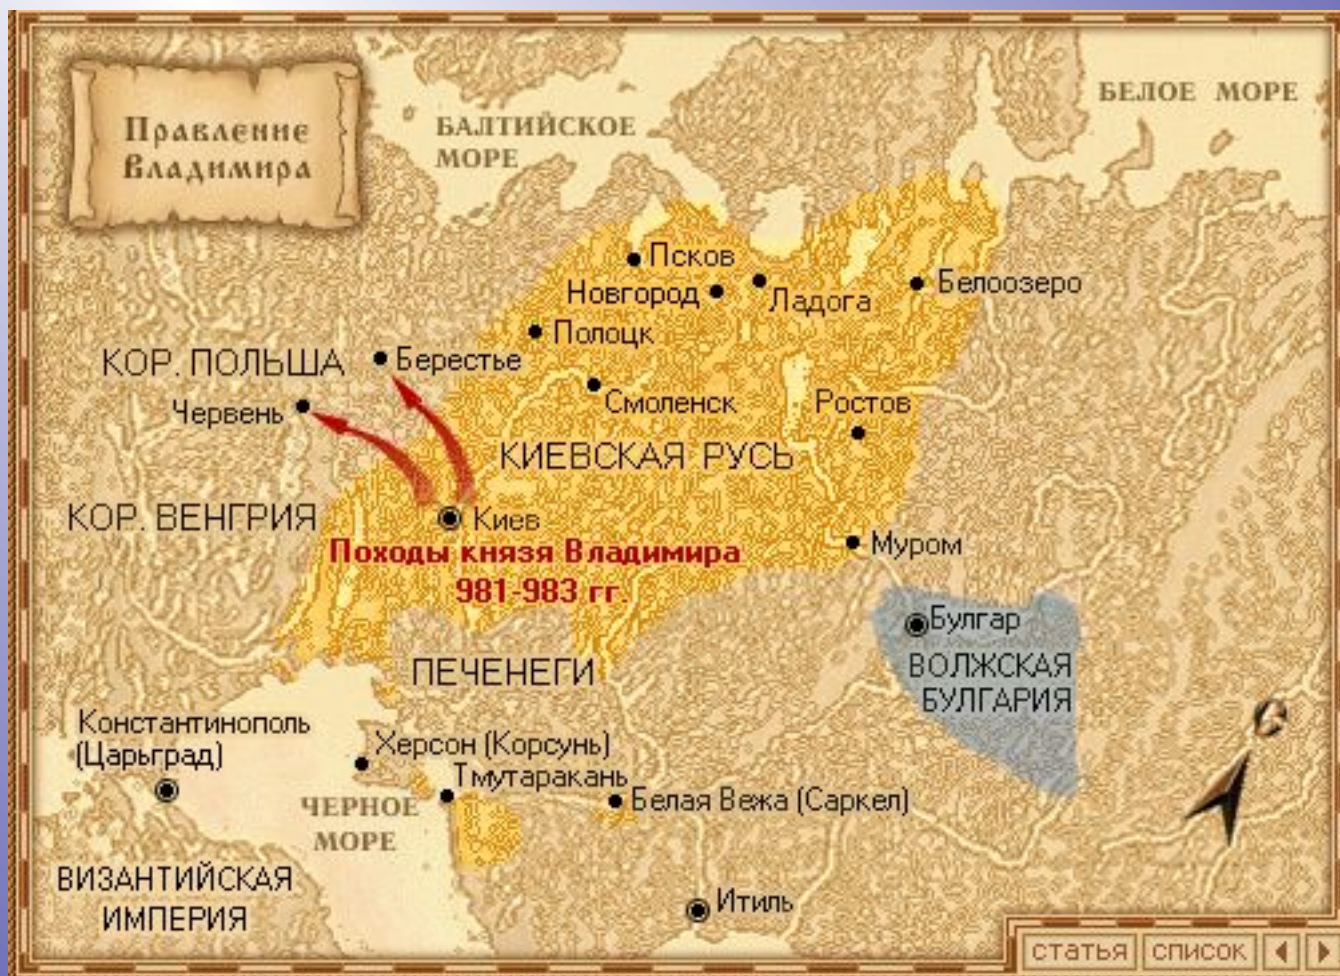 Правление
Владимира
БАЛТИЙСКОЕ
МОРЕ
БЕЛОЕ МОРЕ
Псков
Новгород
Ладога
Белоозеро
Полоцк
КОР. ПОЛЬША
Берестье
Червень
Смоленск
Ростов
КИЕВСКАЯ РУСЬ
КОР. ВЕНГРИЯ
Киев
Походы князя Владимира
981-983 гг.
Муром
Булгар
ВОЛЖСКАЯ
БУЛГАРИЯ
ПЕЧЕНЕГИ
Константинополь
(Царьград)
Херсон (Корсунь)
Тмутаракань
Белая Вежа (Саркел)
ЧЕРНОЕ
МОРЕ
С
ВИЗАНТИЙСКАЯ
ИМПЕРИЯ
Итиль
статья список